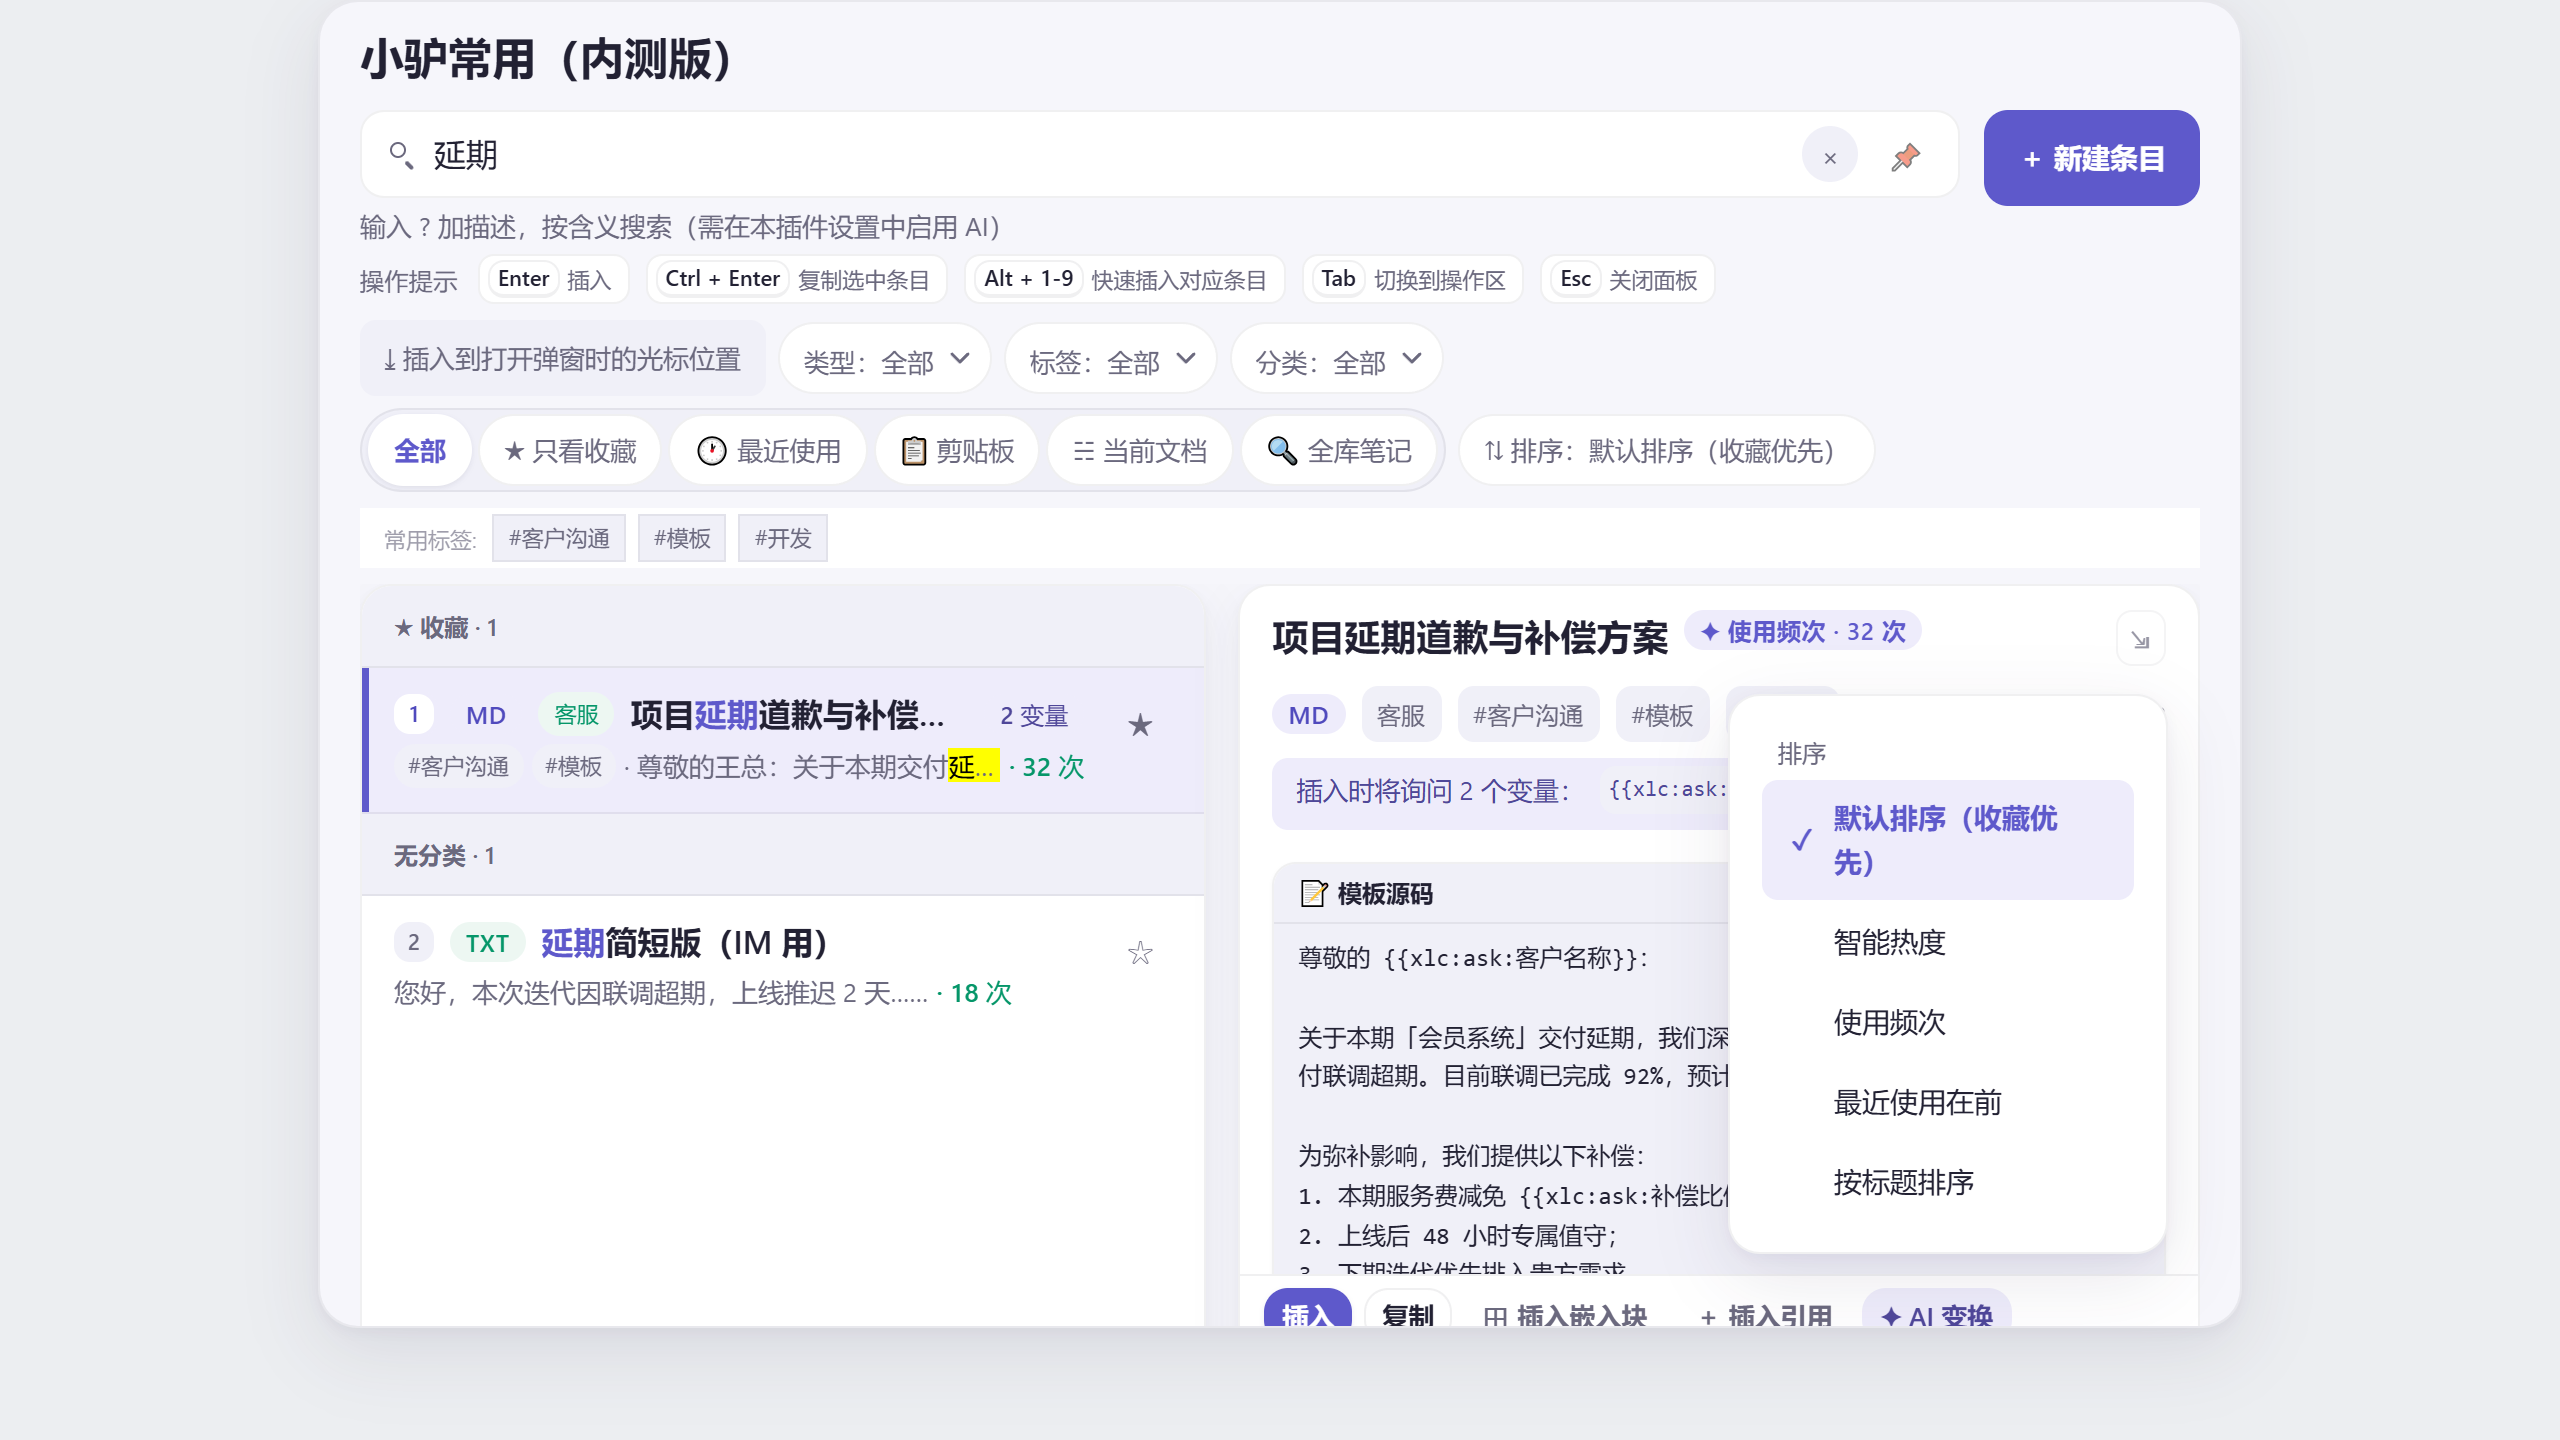 小驴常用（内测版）
延期
×
+ 新建条目
输入 ? 加描述，按含义搜索（需在本插件设置中启用 AI）
操作提示 Enter 插入 Ctrl + Enter 复制选中条目 Alt + 1-9 快速插入对应条目 Tab 切换到操作区 Esc 关闭面板
⤓插入到打开弹窗时的光标位置 类型：全部 标签：全部 分类：全部
全部 ★ 只看收藏 最近使用 剪贴板 ☵ 当前文档 全库笔记 ⇅ 排序：默认排序（收藏优先）
常用标签: #客户沟通 #模板 #开发
★ 收藏 · 1
1 MD 客服 项目延期道歉与补偿... 2 变量 ★
#客户沟通 #模板 · 尊敬的王总：关于本期交付延... · 32 次
无分类 · 1
2 TXT 延期简短版（IM 用） ☆
您好，本次迭代因联调超期，上线推迟 2 天…… · 18 次
项目延期道歉与补偿方案 ✦ 使用频次 · 32 次
MD 客服 #客户沟通 #模板
插入时将询问 2 个变量： {{xlc:ask:
模板源码
尊敬的 {{xlc:ask:客户名称}}：
关于本期「会员系统」交付延期，我们深
付联调超期。目前联调已完成 92%，预计
为弥补影响，我们提供以下补偿：
1. 本期服务费减免 {{xlc:ask:补偿比
2. 上线后 48 小时专属值守；
3. 下期迭代优先排入贵方需求
排序
✓ 默认排序（收藏优
先）
智能热度
使用频次
最近使用在前
按标题排序
插入 复制 插入嵌入块 + 插入引用 ✦ AI 变换